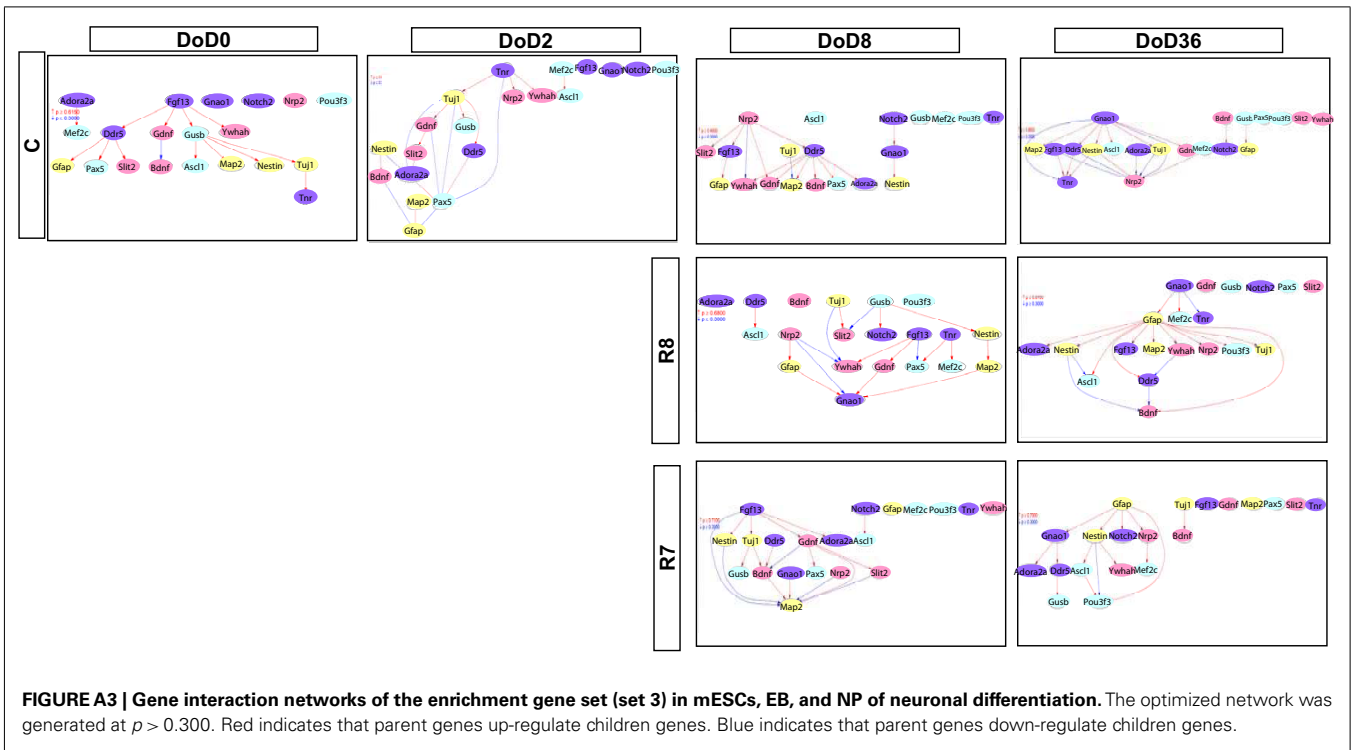 DoD0 DoD2 DoD8 DoD36
C
Adora2a Fgf13 Gnao1 Notch2 Nrp2 Pou3f3
Mef2c Ddr5 Gdnf Gusb Ywhah
Gfap Pax5 Slit2 Bdnf Ascl1 Map2 Nestin Tuj1
Tnr
Tnr Mef2c Fgf13 Gnao1 Notch2 Pou3f3
Tuj1 Nrp2 Ywhah Ascl1
Gdnf Gusb
Nestin Slit2 Ddr5
Bdnf Adora2a
Map2 Pax5
Gfap
Nrp2 Ascl1 Notch2 Gusb Mef2c Pou3f3 Tnr
Slit2 Fgf13 Tuj1 Ddr5 Gnao1
Gfap Ywhah Gdnf Map2 Bdnf Pax5 Adora2a Nestin
Gnao1 Bdnf Gusb Pax5 Pou3f3 Slit2 Ywhah
Map2 Fgf13 Ddr5 Nestin Ascl1 Adora2a Tuj1 Gdnf Mef2c Notch2 Gfap
Tnr Nrp2
R8
Adora2a Ddr5 Bdnf Tuj1 Gusb Pou3f3
Ascl1 Nrp2 Slit2 Notch2 Fgf13 Tnr Nestin
Gfap Ywhah Gdnf Pax5 Mef2c Map2
Gnao1
Gnao1 Gdnf Gusb Notch2 Pax5 Slit2
Gfap Mef2c Tnr
Adora2a Nestin Fgf13 Map2 Ywhah Nrp2 Pou3f3 Tuj1
Ascl1 Ddr5
Bdnf
R7
Fgf13 Notch2 Gfap Mef2c Pou3f3 Tnr Ywhah
Nestin Tuj1 Ddr5 Gdnf Adora2a Ascl1
Gusb Bdnf Gnao1 Pax5 Nrp2 Slit2
Map2
Gfap Tuj1 Fgf13 Gdnf Map2 Pax5 Slit2 Tnr
Gnao1 Nestin Notch2 Nrp2 Bdnf
Adora2a Ddr5 Ascl1 Ywhah Mef2c
Gusb Pou3f3
FIGURE A3 | Gene interaction networks of the enrichment gene set (set 3) in mESCs, EB, and NP of neuronal differentiation. The optimized network was
generated at p > 0.300. Red indicates that parent genes up-regulate children genes. Blue indicates that parent genes down-regulate children genes.